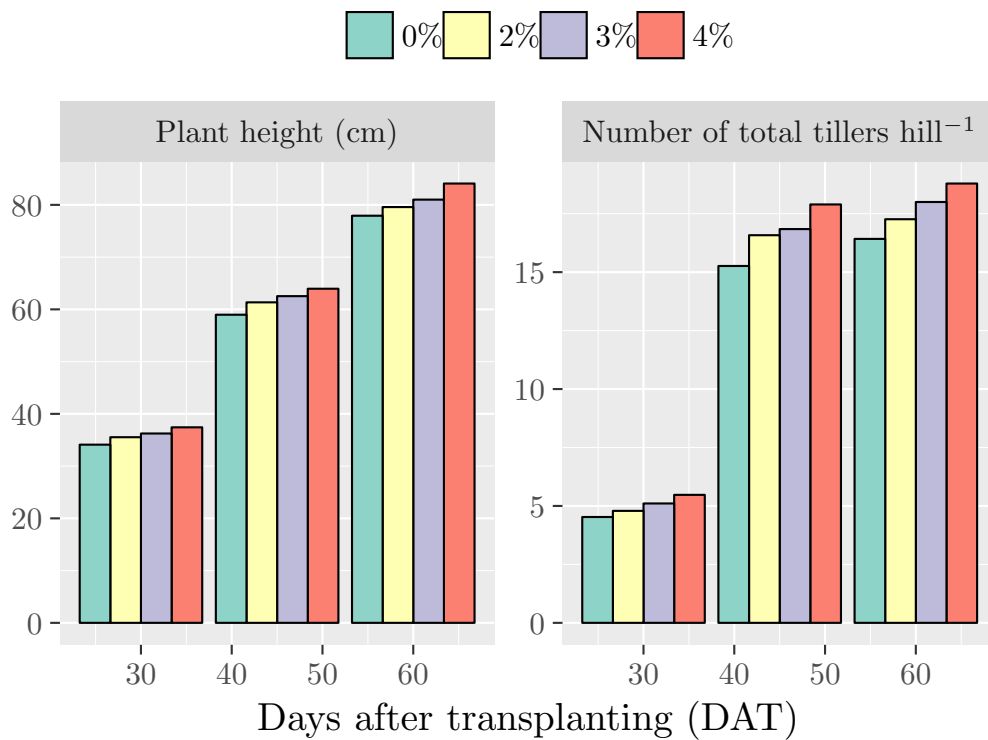 0% 2% 3% 4%
Plant height (cm)
80
60
40
20
0
30 40 50 60
Number of total tillers hill⁻¹
15
10
5
0
30 40 50 60
Days after transplanting (DAT)